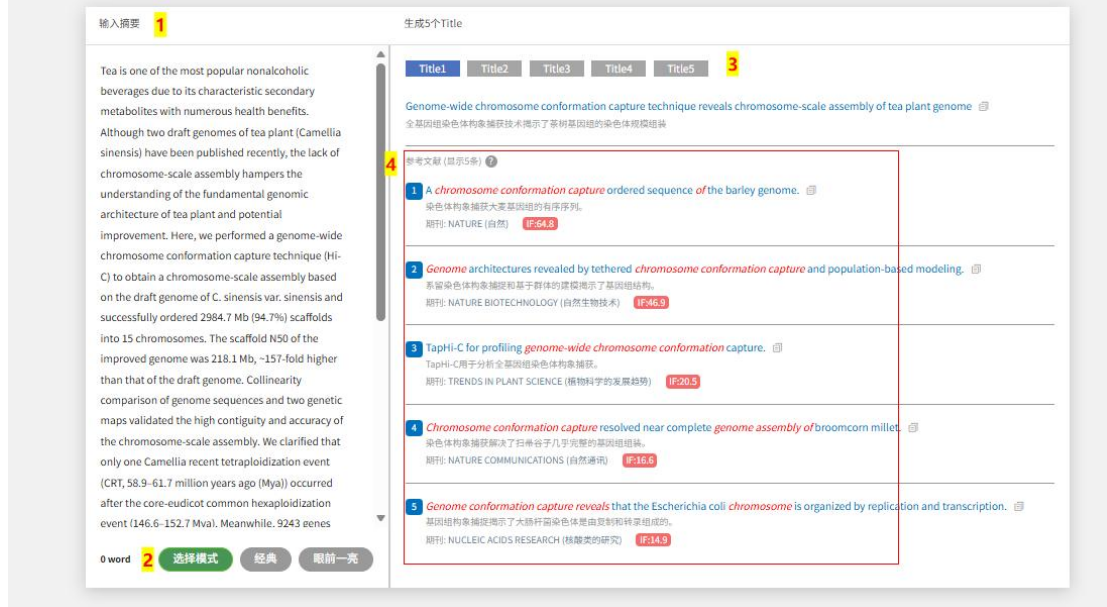 输入摘要 1
生成5个Title
Tea is one of the most popular nonalcoholic
beverages due to its characteristic secondary
metabolites with numerous health benefits.
Although two draft genomes of tea plant (Camellia
sinensis) have been published recently, the lack of
chromosome-scale assembly hampers the
understanding of the fundamental genomic
architecture of tea plant and potential
improvement. Here, we performed a genome-wide
chromosome conformation capture technique (Hi-
C) to obtain a chromosome-scale assembly based
on the draft genome of C. sinensis var. sinensis and
successfully ordered 2984.7 Mb (94.7%) scaffolds
into 15 chromosomes. The scaffold N50 of the
improved genome was 218.1 Mb, ~157-fold higher
than that of the draft genome. Collinearity
comparison of genome sequences and two genetic
maps validated the high contiguity and accuracy of
the chromosome-scale assembly. We clarified that
only one Camellia recent tetraploidization event
(CRT, 58.9–61.7 million years ago (Mya)) occurred
after the core-eudicot common hexaploidization
event (146.6–152.7 Mya). Meanwhile, 9243 genes
0 word 2 选择模式 经典 眼前一亮
Title1 Title2 Title3 Title4 Title5 3
Genome-wide chromosome conformation capture technique reveals chromosome-scale assembly of tea plant genome
全基因组染色体构象捕获技术揭示了茶树基因组的染色体规模组装
4 参考文献 (显示5条) ?
1 A chromosome conformation capture ordered sequence of the barley genome.
染色体构象捕获大麦基因组的有序序列。
期刊: NATURE (自然) IF:64.8
2 Genome architectures revealed by tethered chromosome conformation capture and population-based modeling.
系留染色体构象捕捉和基于群体的建模揭示了基因组结构。
期刊: NATURE BIOTECHNOLOGY (自然生物技术) IF:46.9
3 TapHi-C for profiling genome-wide chromosome conformation capture.
TapHi-C用于分析全基因组染色体构象捕获。
期刊: TRENDS IN PLANT SCIENCE (植物科学的发展趋势) IF:20.5
4 Chromosome conformation capture resolved near complete genome assembly of broomcorn millet.
染色体构象捕获解决了扫帚谷子几乎完整的基因组组装。
期刊: NATURE COMMUNICATIONS (自然通讯) IF:16.6
5 Genome conformation capture reveals that the Escherichia coli chromosome is organized by replication and transcription.
基因组构象捕捉揭示了大肠杆菌染色体是由复制和转录组成的。
期刊: NUCLEIC ACIDS RESEARCH (核酸类的研究) IF:14.9